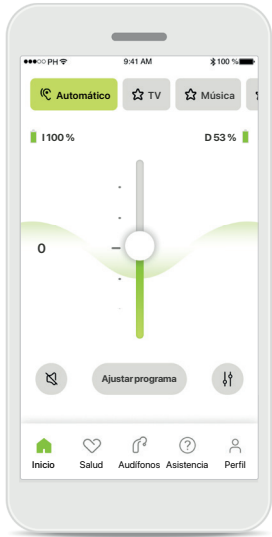 PH 9:41 AM 100 %
Automático TV Música
I 100 % D 53 %
0
Ajustar programa
Inicio Salud Audífonos Asistencia Perfil